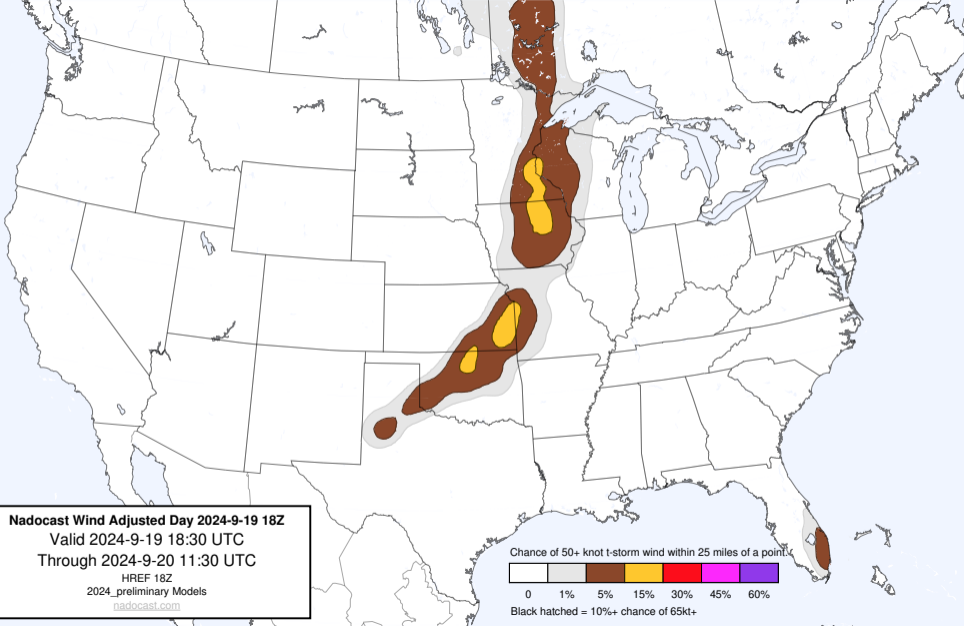 Nadocast Wind Adjusted Day 2024-9-19 18Z
Valid 2024-9-19 18:30 UTC
Through 2024-9-20 11:30 UTC
HREF 18Z
2024_preliminary Models
nadocast.com
Chance of 50+ knot t-storm wind within 25 miles of a point.
0 1% 5% 15% 30% 45% 60%
Black hatched = 10%+ chance of 65kt+